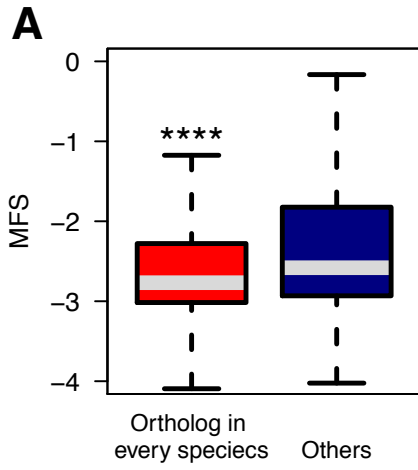 A
0
−1
−2
−3
−4
MFS
****
Ortholog in
every speciecs
Others